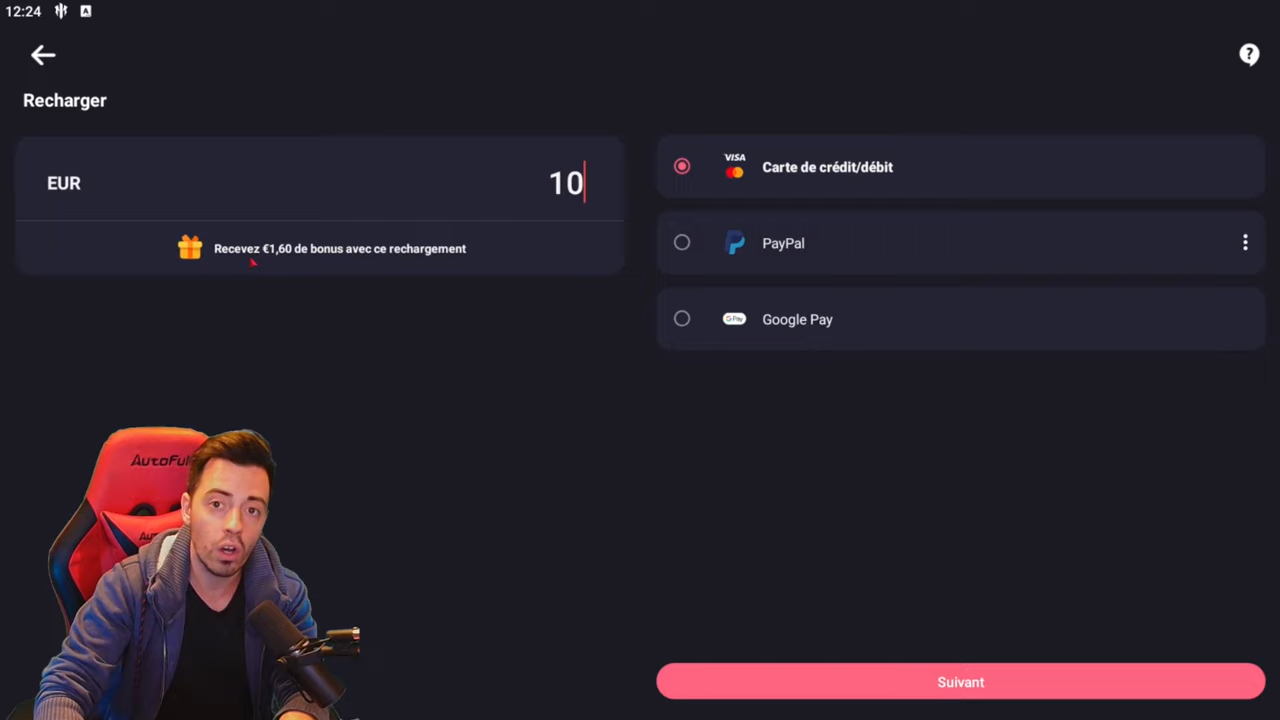 12:24
Recharger
EUR
10
Recevez €1,60 de bonus avec ce rechargement
VISA
Carte de crédit/débit
PayPal
G Pay
Google Pay
AutoFull
Suivant